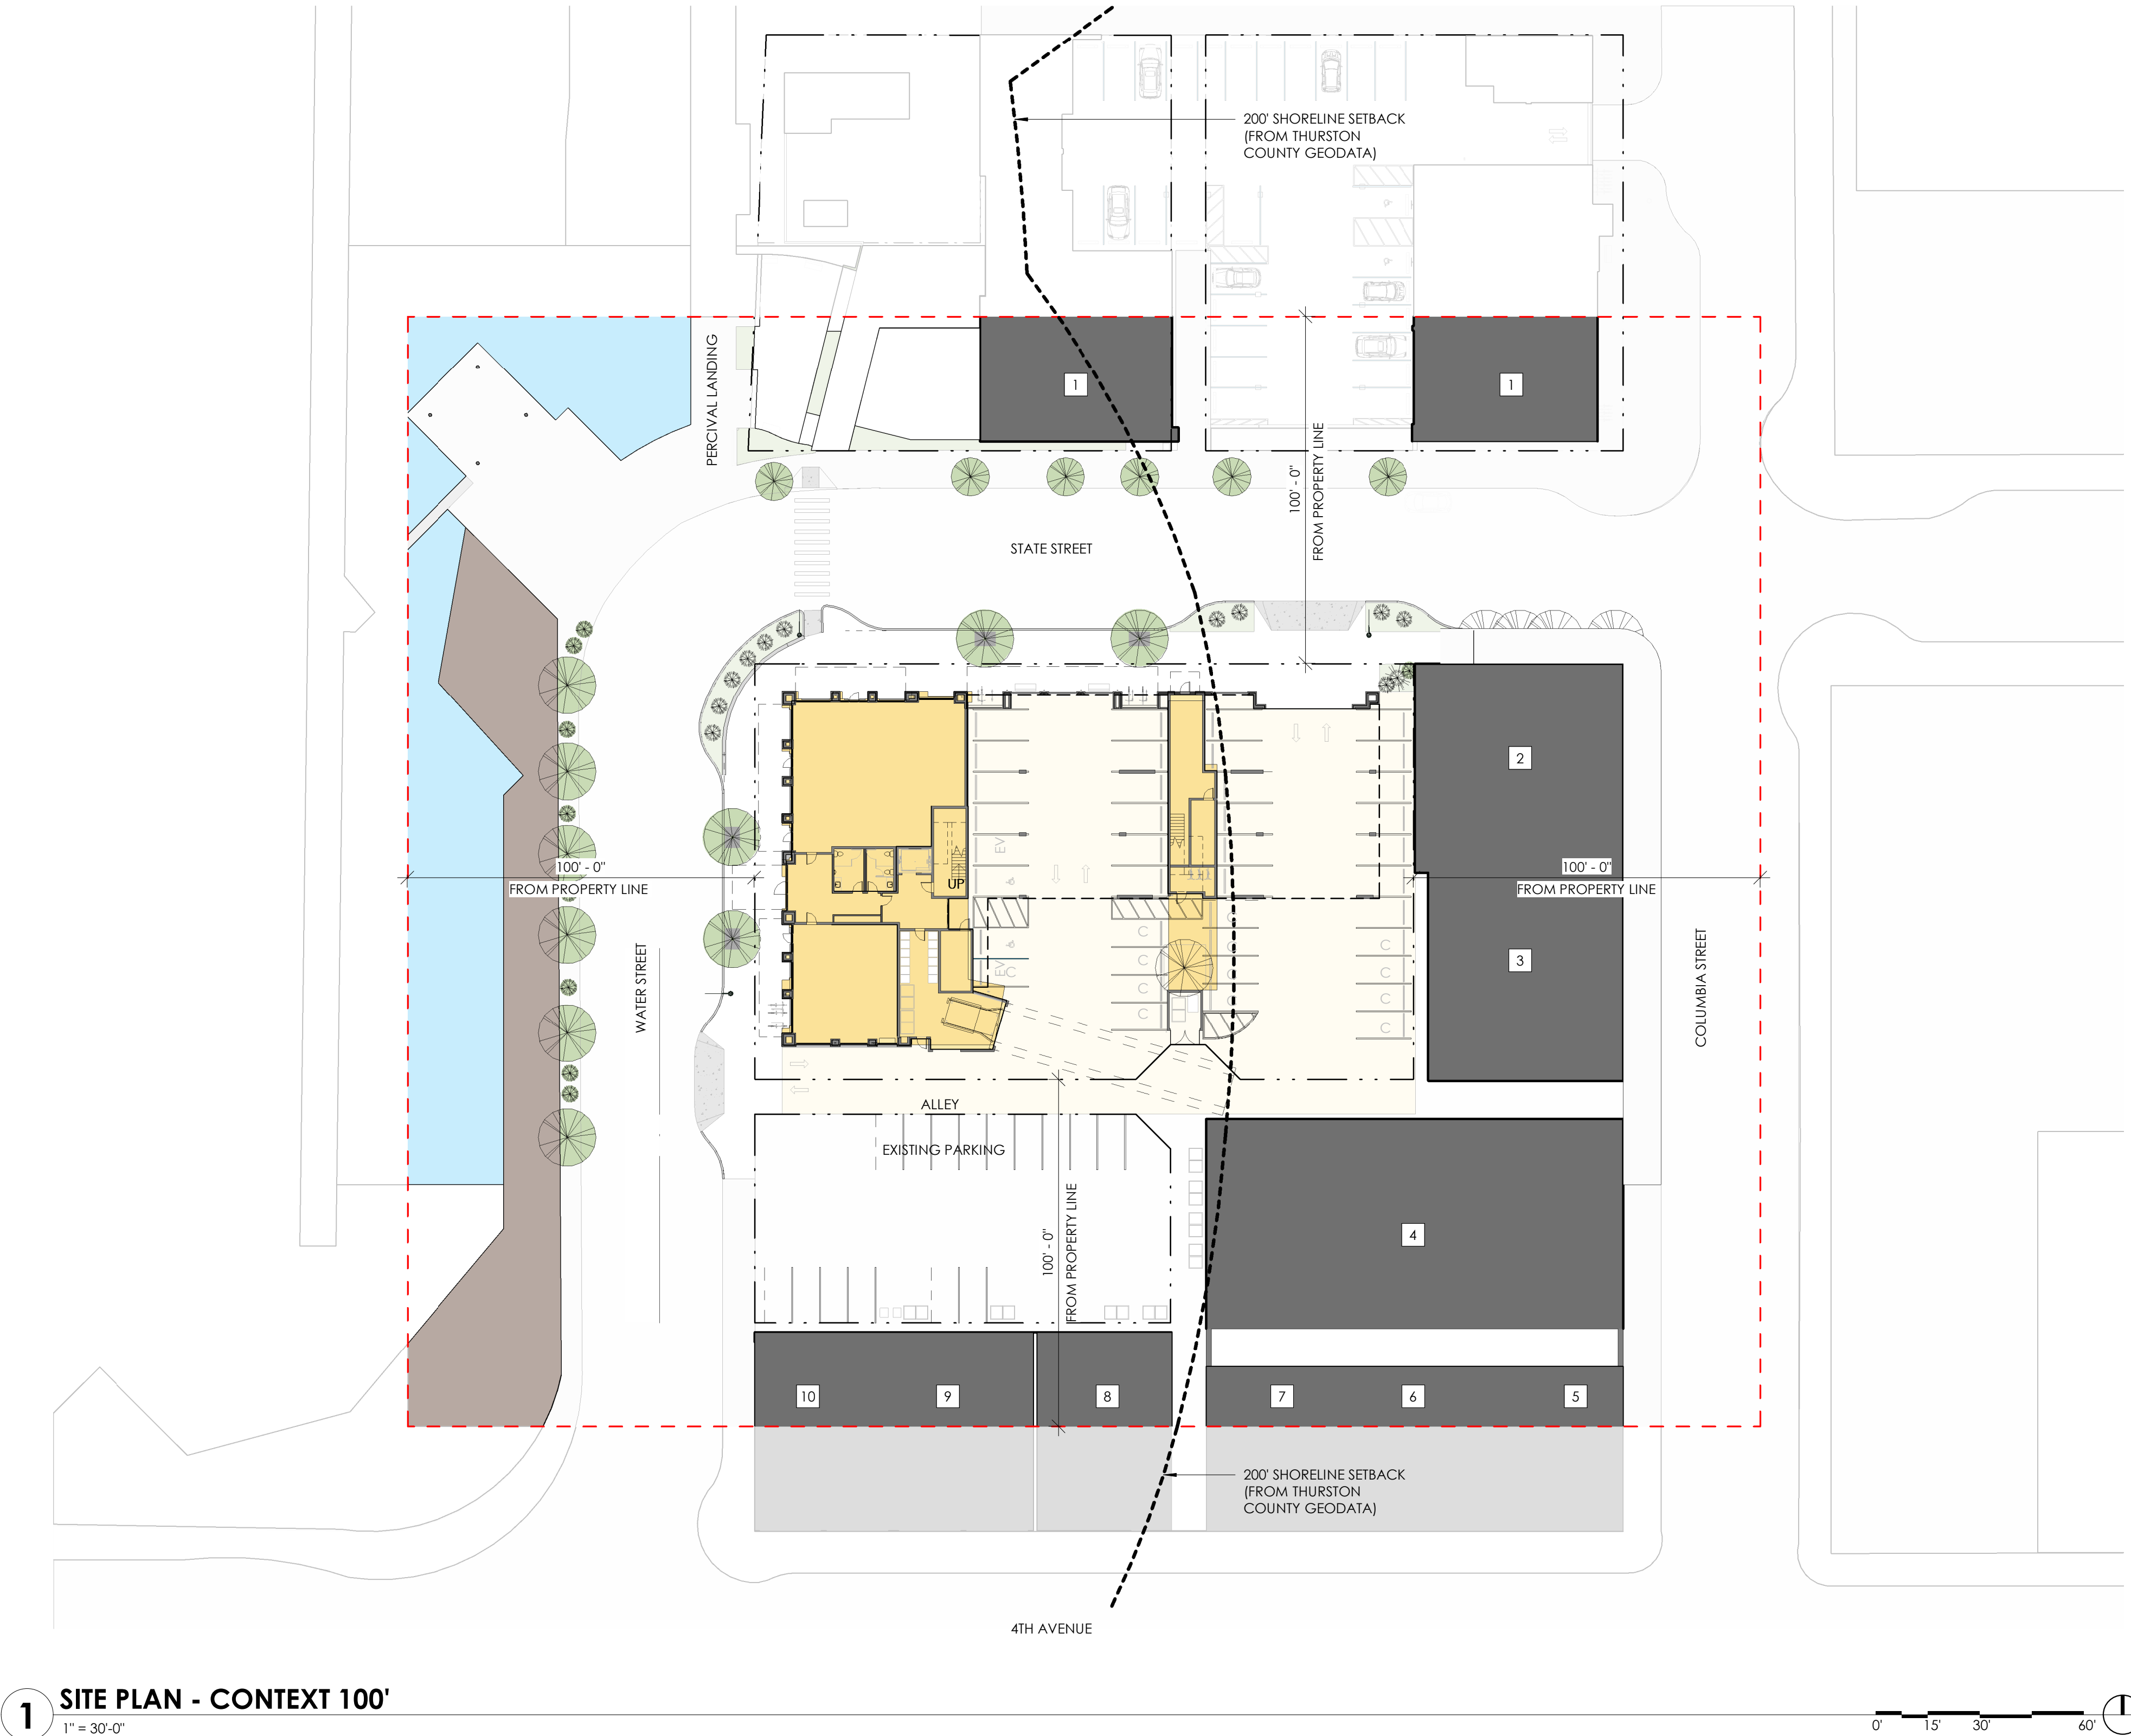 200' SHORELINE SETBACK
(FROM THURSTON
COUNTY GEODATA)
PERCIVAL LANDING
1
1
100' - 0"
FROM PROPERTY LINE
STATE STREET
2
EV
100' - 0"
FROM PROPERTY LINE
UP
100' - 0"
FROM PROPERTY LINE
C
C
C
C
C
C
C
C
C
C
C
C
EV
C
3
WATER STREET
COLUMBIA STREET
ALLEY
EXISTING PARKING
100' - 0"
FROM PROPERTY LINE
4
10
9
8
7
6
5
200' SHORELINE SETBACK
(FROM THURSTON
COUNTY GEODATA)
4TH AVENUE
1
SITE PLAN - CONTEXT 100'
1" = 30'-0"
0'
15'
30'
60'